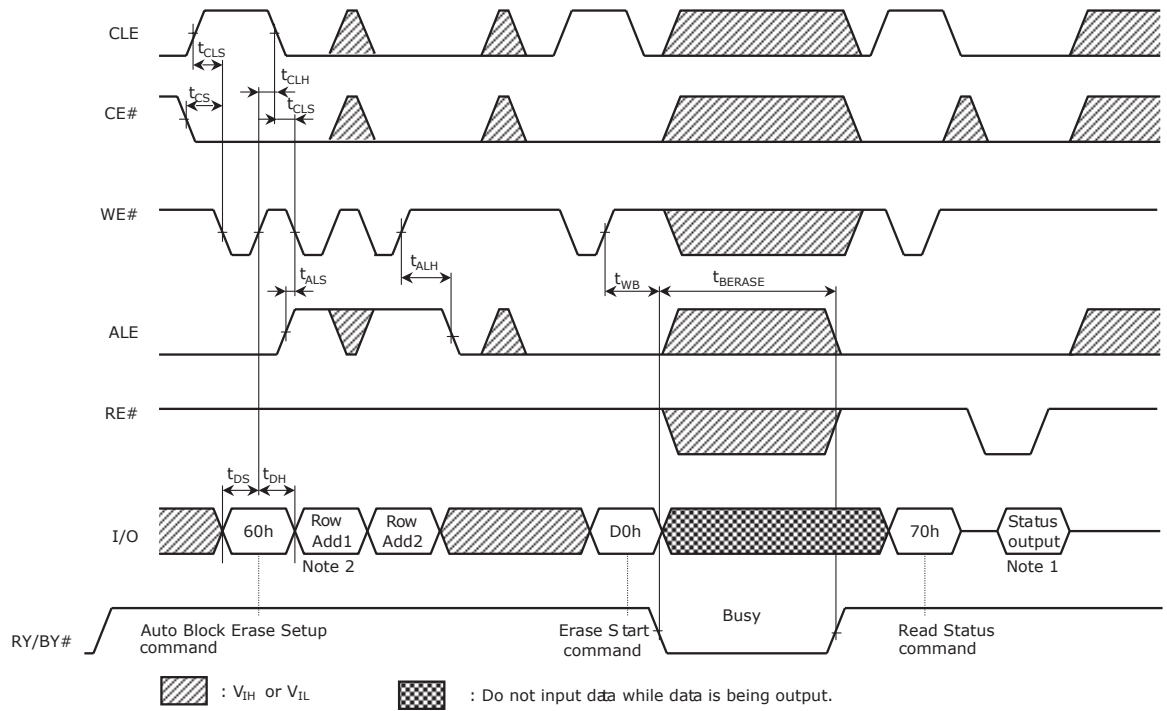 CLE
tCLS
tCLH
tCS
tCLS
CE#
WE#
tALS
tALH
tWB
tBERASE
ALE
RE#
tDS
tDH
I/O
60h
Row
Add1
Row
Add2
D0h
70h
Status
output
Note 2
Note 1
RY/BY#
Auto Block Erase Setup
command
Erase Start
command
Busy
Read Status
command
: VIH or VIL
: Do not input data while data is being output.